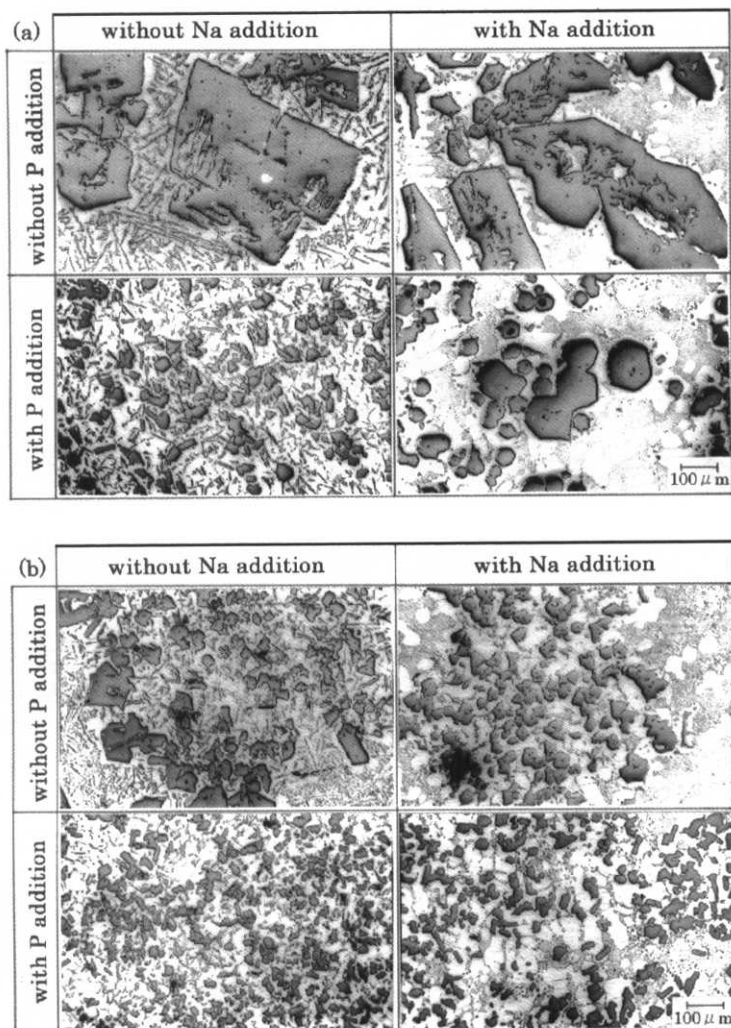 (a)
without Na addition
with Na addition
without P addition
with P addition
100 μm
(b)
without Na addition
with Na addition
without P addition
with P addition
100 μm